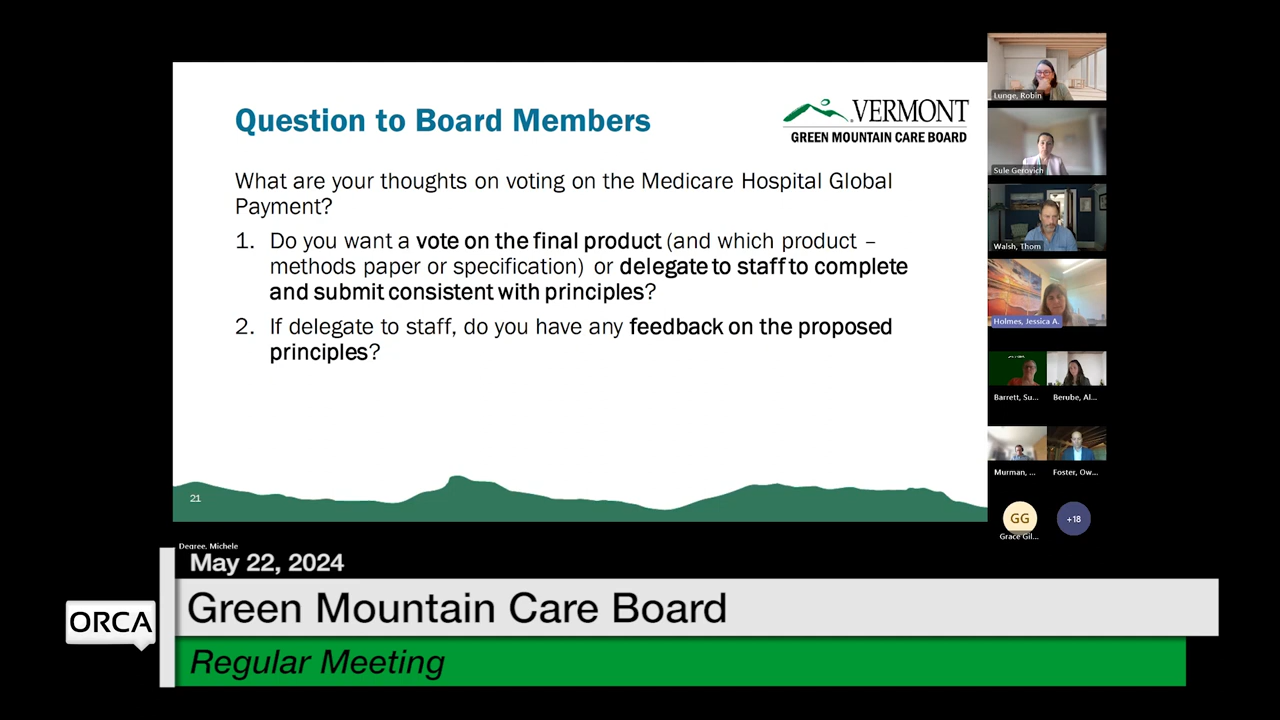 Question to Board Members
VERMONT
GREEN MOUNTAIN CARE BOARD
What are your thoughts on voting on the Medicare Hospital Global
Payment?
1. Do you want a vote on the final product (and which product –
methods paper or specification) or delegate to staff to complete
and submit consistent with principles?
2. If delegate to staff, do you have any feedback on the proposed
principles?
21
Lunge, Robin
Sule Gerovich
Walsh, Thom
Holmes, Jessica A.
Barrett, Su...
Berube, Al...
Murman, ...
Foster, Ow...
GG
+18
Grace Gil...
Degree, Michele
May 22, 2024
ORCA
Green Mountain Care Board
Regular Meeting